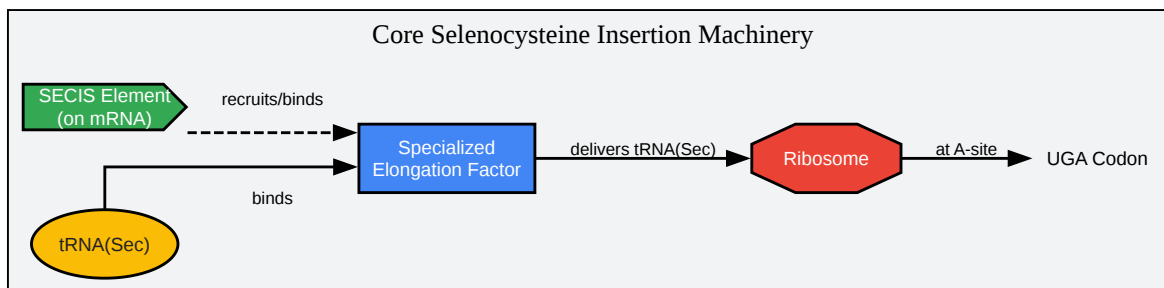 Core Selenocysteine Insertion Machinery
SECIS Element
(on mRNA)
recruits/binds
Specialized
Elongation Factor
delivers tRNA(Sec)
Ribosome
at A-site
UGA Codon
binds
tRNA(Sec)